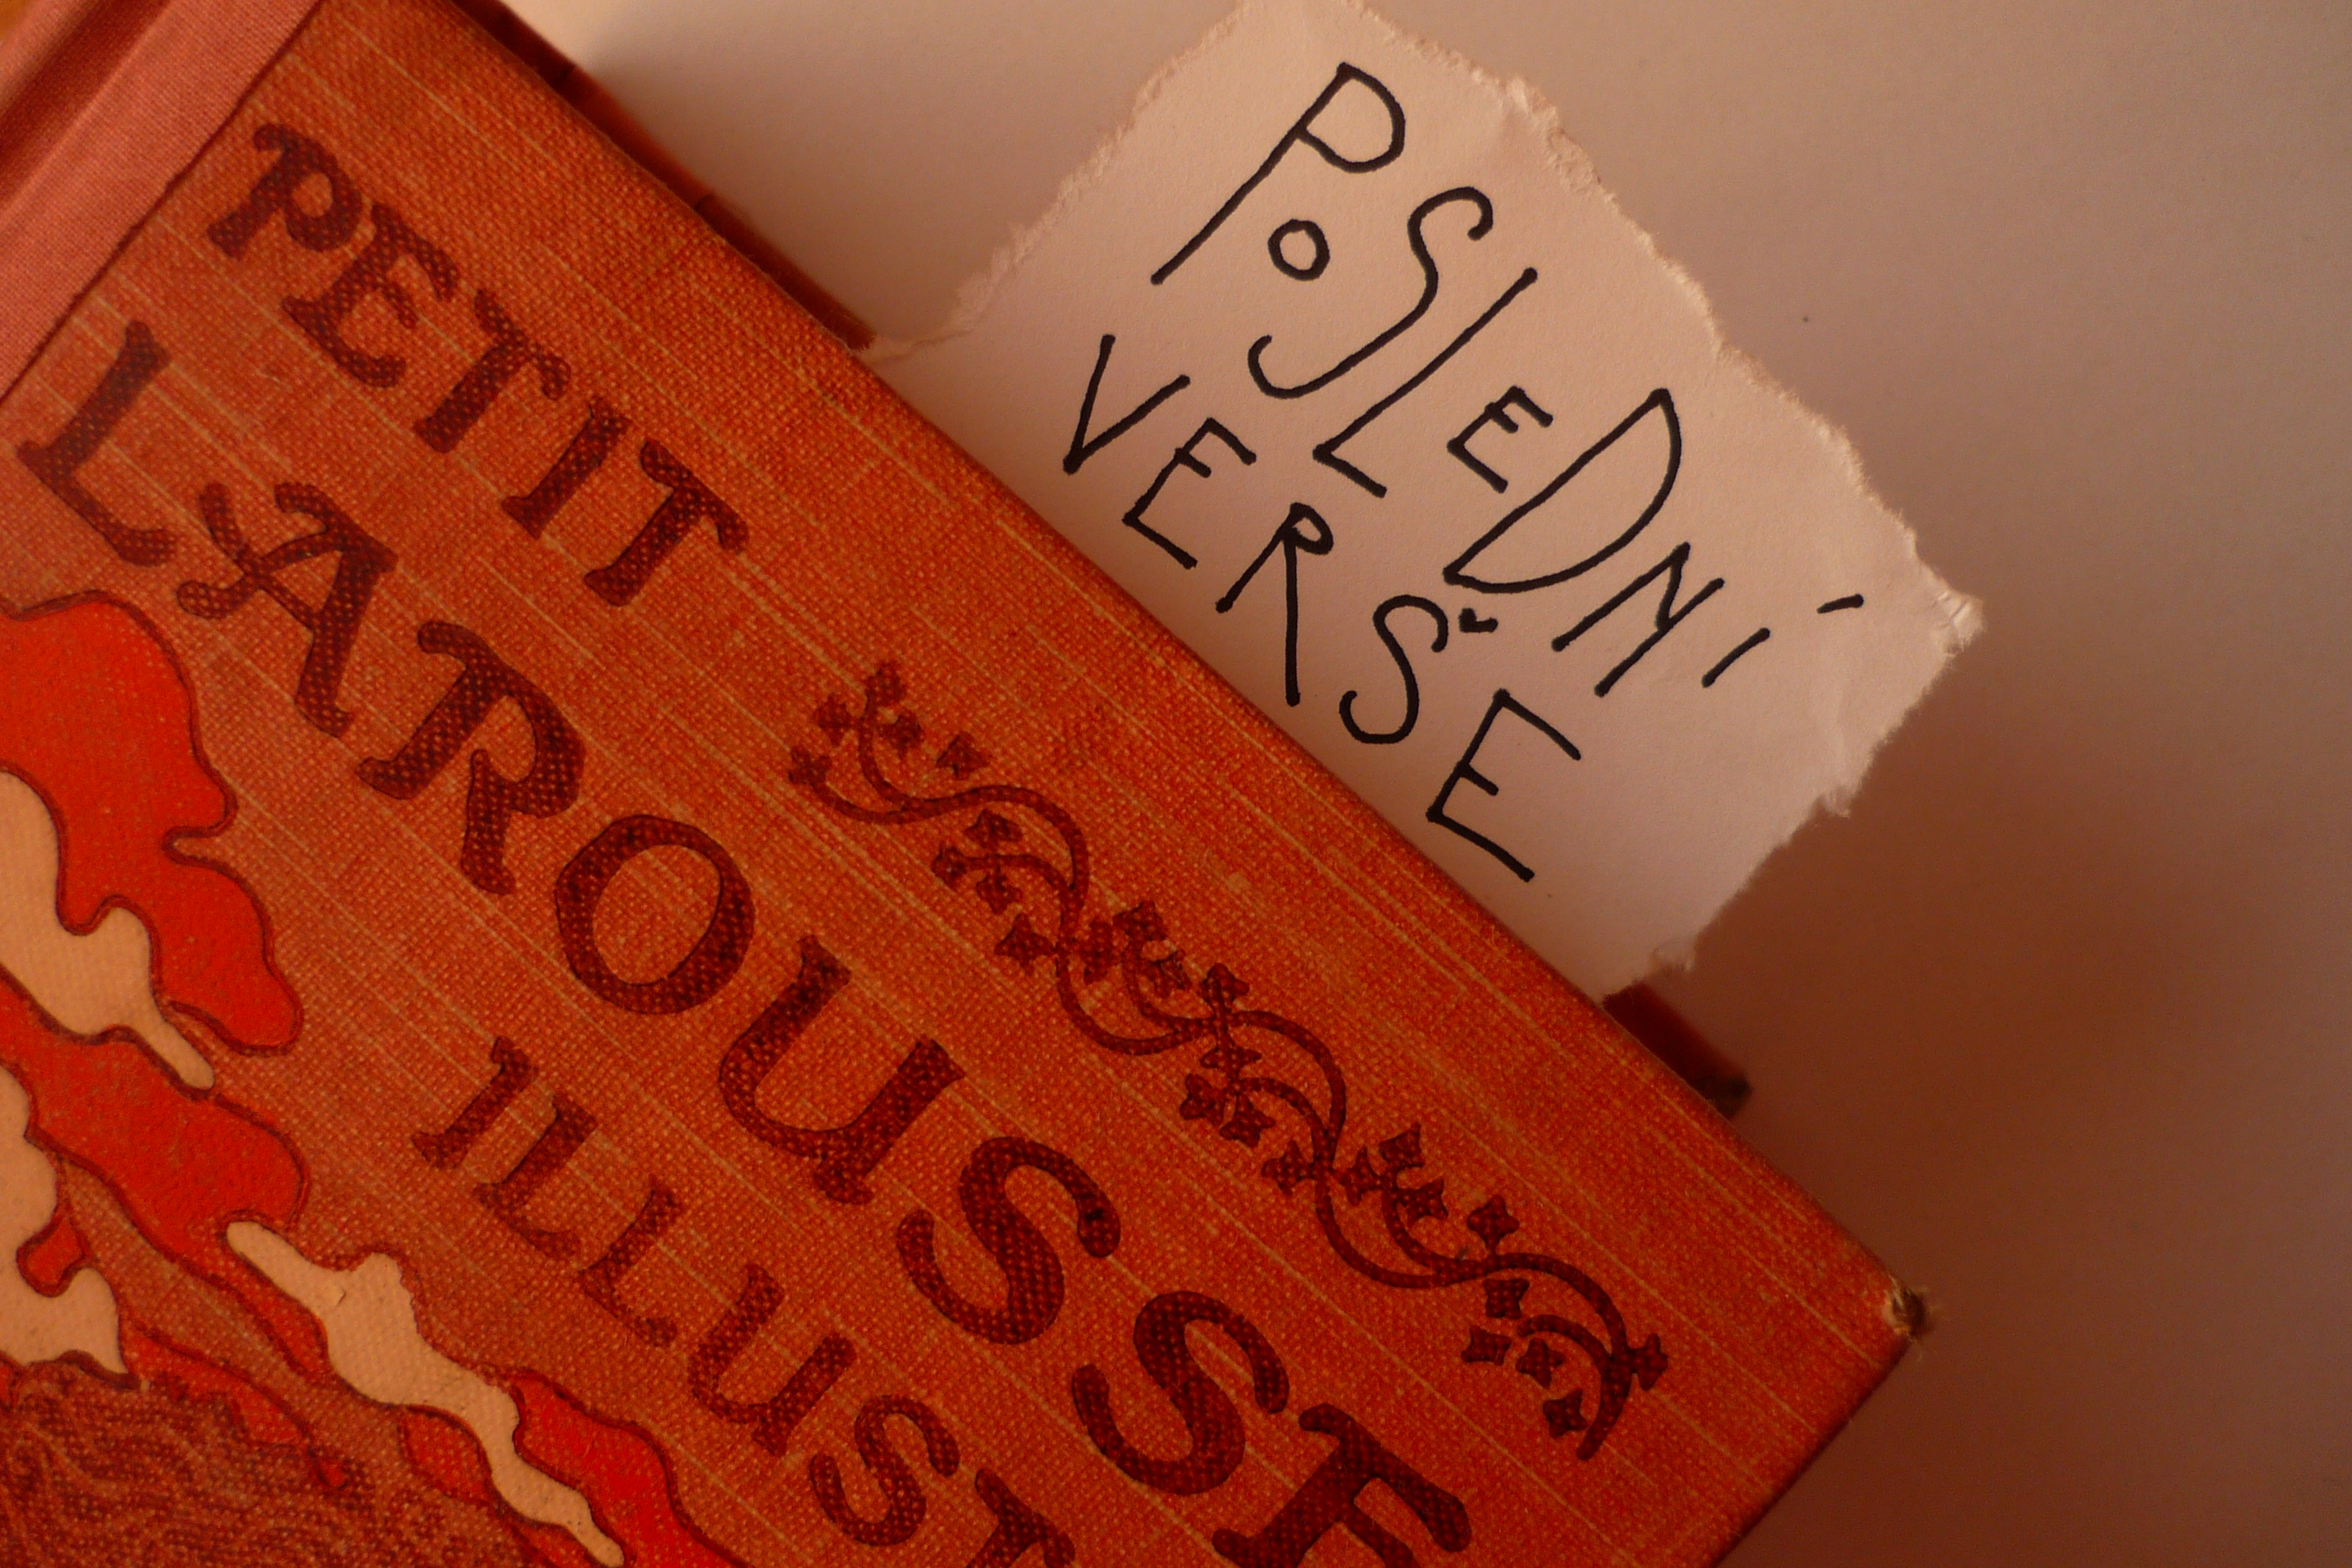 PETIT
LAROUSSE
ILLUST
POSLEDNÍ
VERŠE